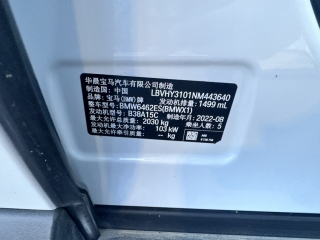 华晨宝马汽车有限公司制造
制造国: 中国 LBVHY3101NM443640
品牌: 宝马(BMW)牌 发动机排量: 1499 mL
整车型号: BMW6462ES(BMWX1)
发动机型号: B38A15C
最大允许总质量: 2030 kg 制造年月: 2022-08
发动机最大净功率: 103 kW 乘坐人数: 5